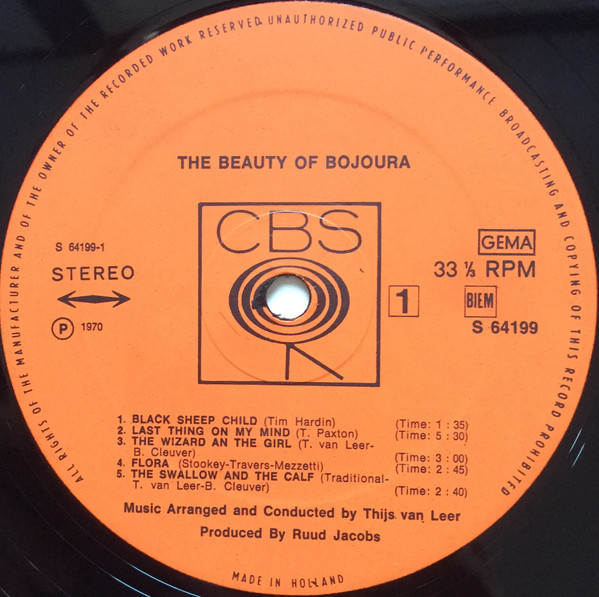 ALL RIGHTS OF THE MANUFACTURER AND OF THE OWNER OF THE RECORDED WORK RESERVED. UNAUTHORIZED PUBLIC PERFORMANCE BROADCASTING AND COPYING OF THIS RECORD PROHIBITED
THE BEAUTY OF BOJOURA
CBS
S 64199-1
STEREO
P 1970
GEMA
33 ⅓ RPM
1 BIEM
S 64199
1. BLACK SHEEP CHILD (Tim Hardin) (Time: 1 : 35)
2. LAST THING ON MY MIND (T. Paxton) (Time: 5 : 30)
3. THE WIZARD AN THE GIRL (T. van Leer-
B. Cleuver) (Time: 3 : 00)
4. FLORA (Stookey-Travers-Mezzetti) (Time: 2 : 45)
5. THE SWALLOW AND THE CALF (Traditional-
T. van Leer-B. Cleuver) (Time: 2 : 40)
Music Arranged and Conducted by Thijs van Leer
Produced By Ruud Jacobs
MADE IN HOLLAND